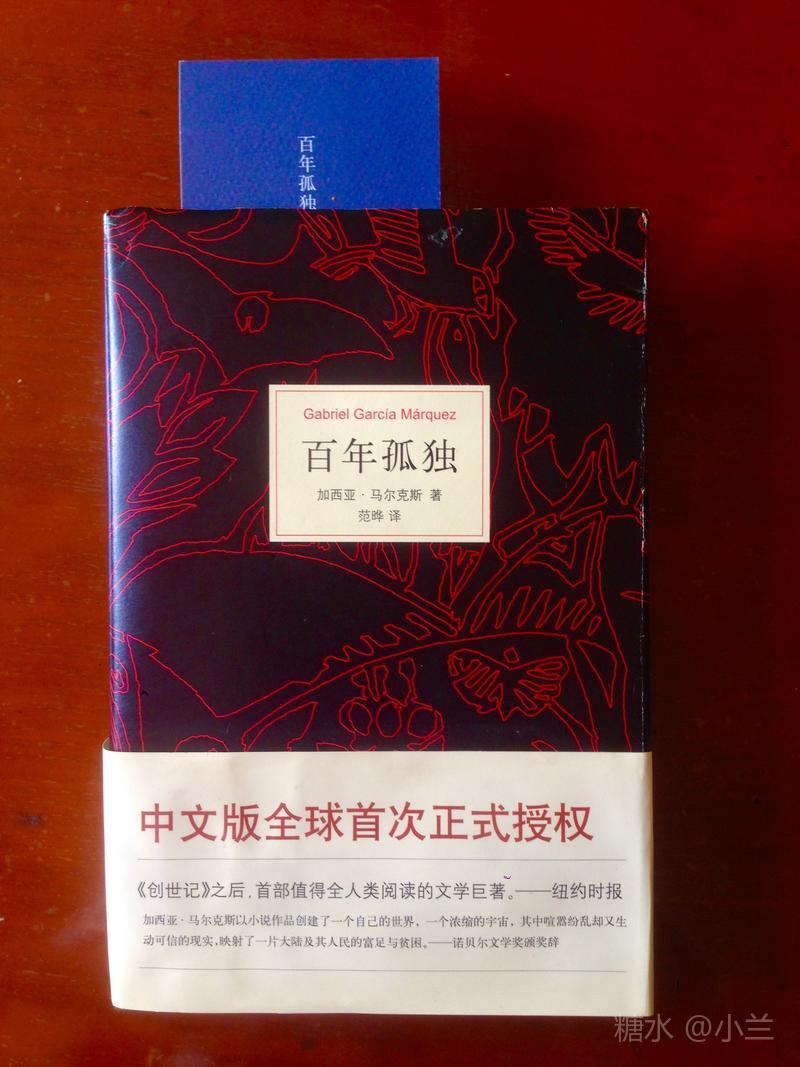 百年孤独
Gabriel García Márquez
百年孤独
加西亚·马尔克斯 著
范晔 译
中文版全球首次正式授权
《创世记》之后，首部值得全人类阅读的文学巨著。——纽约时报
加西亚·马尔克斯以小说作品创建了一个自己的世界，一个浓缩的宇宙，其中喧嚣纷乱却又生
动可信的现实，映射了一片大陆及其人民的富足与贫困。——诺贝尔文学奖颁奖辞
糖水 @小兰